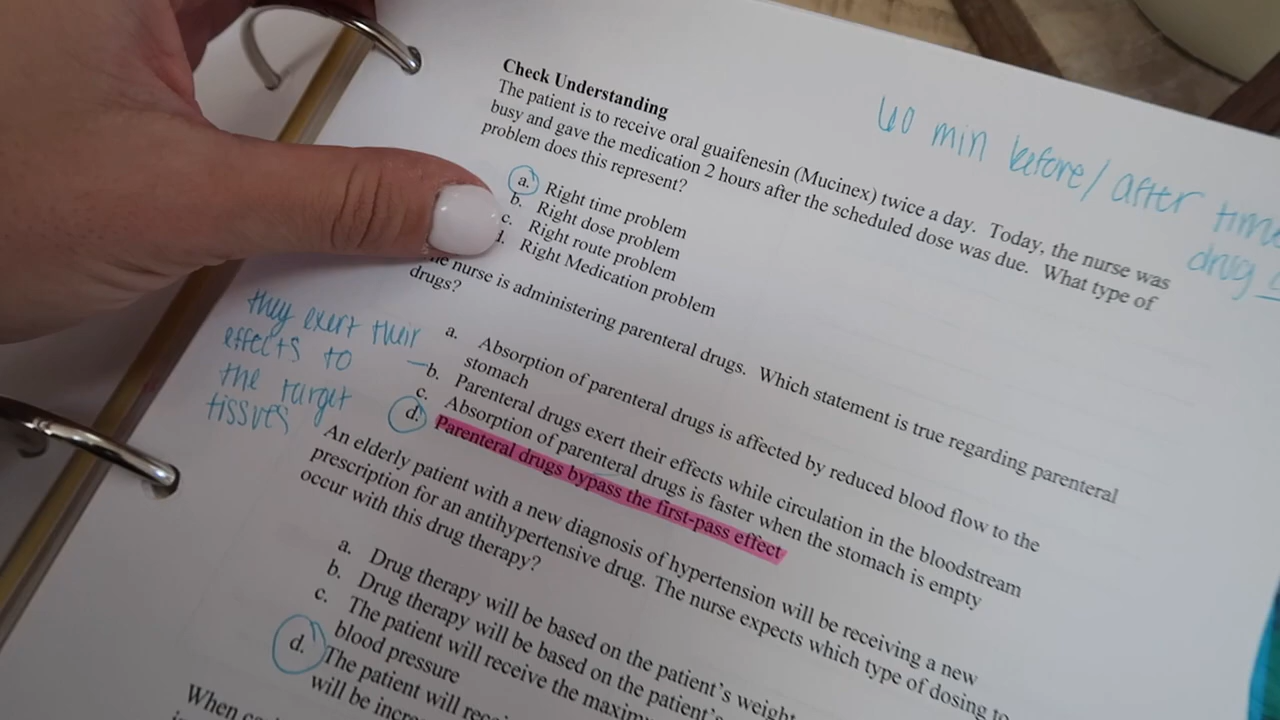 Check Understanding
The patient is to receive oral guaifenesin (Mucinex) twice a day. Today, the nurse was
busy and gave the medication 2 hours after the scheduled dose was due. What type of
problem does this represent?
60 min before/after
drug
a. Right time problem
b. Right dose problem
c. Right route problem
d. Right Medication problem
nurse is administering parenteral drugs. Which statement is true regarding parenteral
drugs?
they exert their
effects to
the target
tissues
a. Absorption of parenteral drugs is affected by reduced blood flow to the
stomach
b. Parenteral drugs exert their effects while circulation in the bloodstream
c. Absorption of parenteral drugs is faster when the stomach is empty
d. Parenteral drugs bypass the first-pass effect
An elderly patient with a new diagnosis of hypertension will be receiving a new
prescription for an antihypertensive drug. The nurse expects which type of dosing to
occur with this drug therapy?
a. Drug therapy will be based on the patient's weight
b. Drug therapy will be based on the patient's
c. The patient will receive the
blood pressure
d. The patient will
will be
When